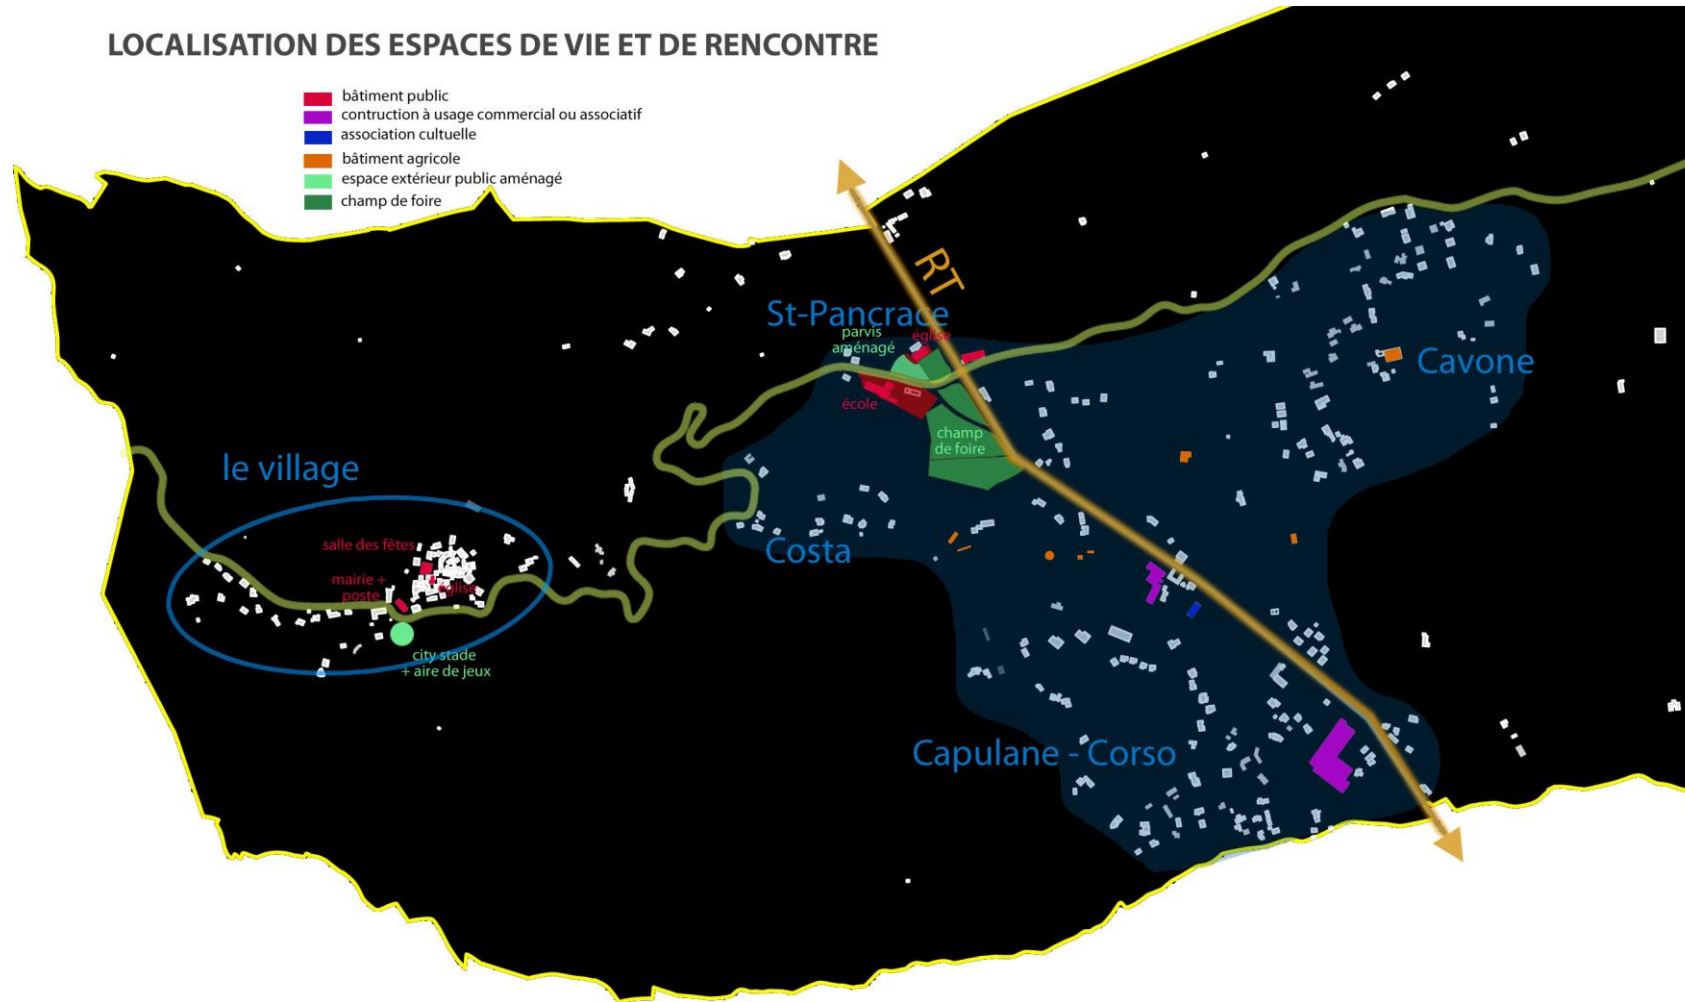 LOCALISATION DES ESPACES DE VIE ET DE RENCONTRE
bâtiment public
contruction à usage commercial ou associatif
association cultuelle
bâtiment agricole
espace extérieur public aménagé
champ de foire
RT
St-Pancrace
parvis
aménagé
église
école
champ
de foire
Cavone
le village
salle des fêtes
mairie +
poste
église
city stade
+ aire de jeux
Costa
Capulane - Corso